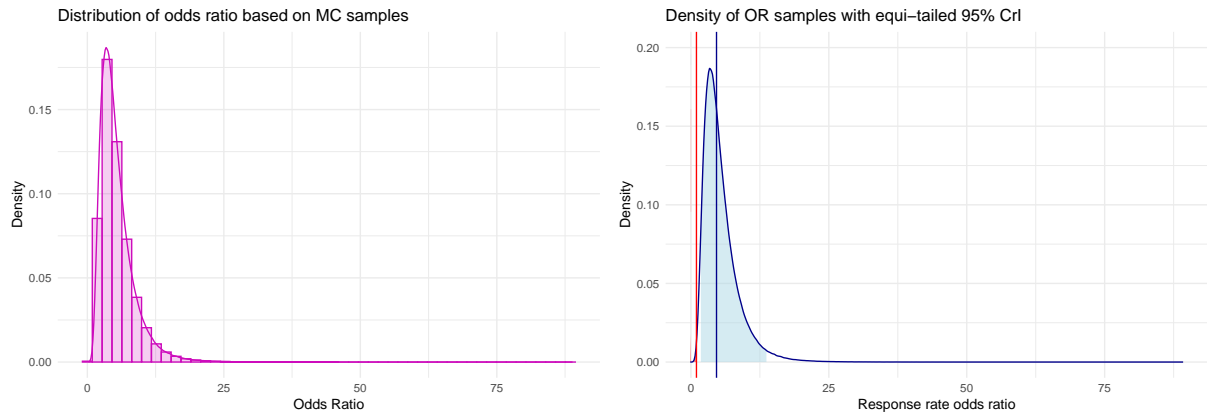 Distribution of odds ratio based on MC samples
Density
0.15
0.10
0.05
0.00
0
25
50
75
Odds Ratio
Density of OR samples with equi−tailed 95% CrI
Density
0.20
0.15
0.10
0.05
0.00
0
25
50
75
Response rate odds ratio